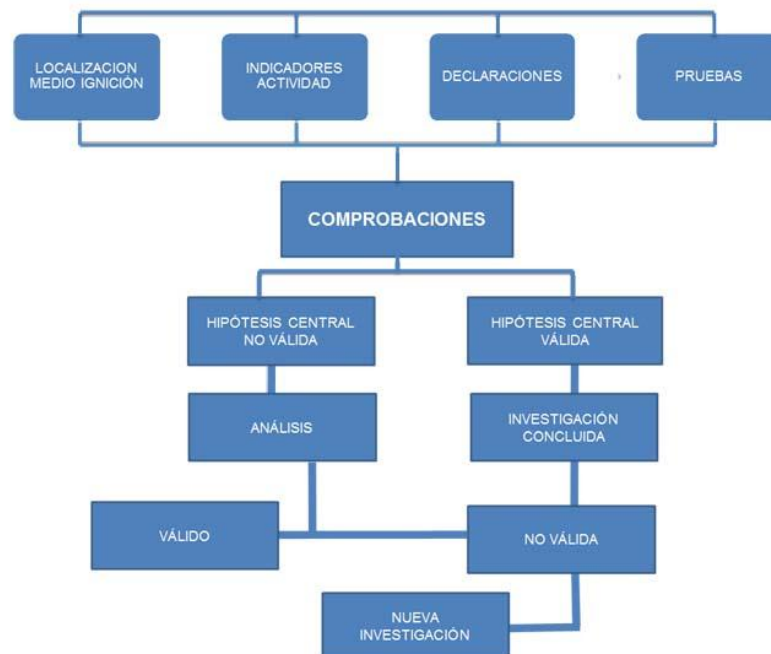 LOCALIZACION
MEDIO IGNICIÓN
INDICADORES
ACTIVIDAD
DECLARACIONES
PRUEBAS
COMPROBACIONES
HIPÓTESIS CENTRAL
NO VÁLIDA
HIPÓTESIS CENTRAL
VÁLIDA
ANÁLISIS
INVESTIGACIÓN
CONCLUIDA
VÁLIDO
NO VÁLIDA
NUEVA
INVESTIGACIÓN